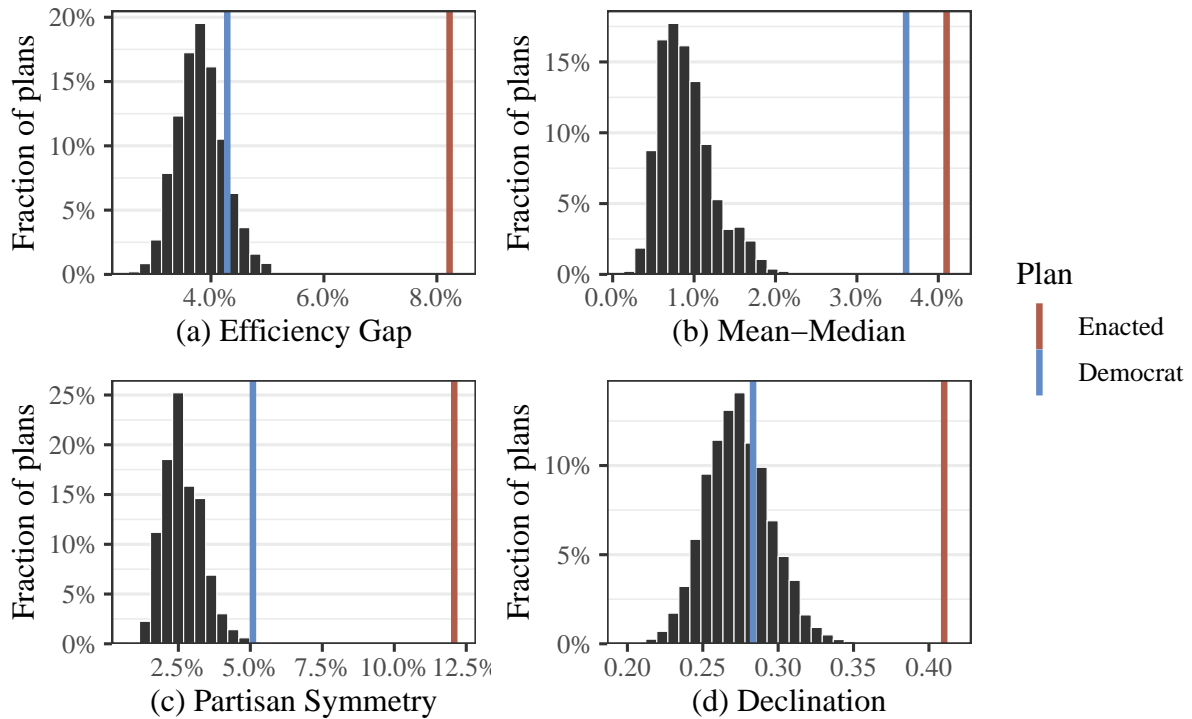 Fraction of plans
20%
15%
10%
5%
0%
4.0% 6.0% 8.0%
(a) Efficiency Gap
Fraction of plans
15%
10%
5%
0%
0.0% 1.0% 2.0% 3.0% 4.0%
(b) Mean−Median
Fraction of plans
25%
20%
15%
10%
5%
0%
2.5% 5.0% 7.5% 10.0% 12.5%
(c) Partisan Symmetry
Fraction of plans
10%
5%
0%
0.20 0.25 0.30 0.35 0.40
(d) Declination
Plan
Enacted
Democrat